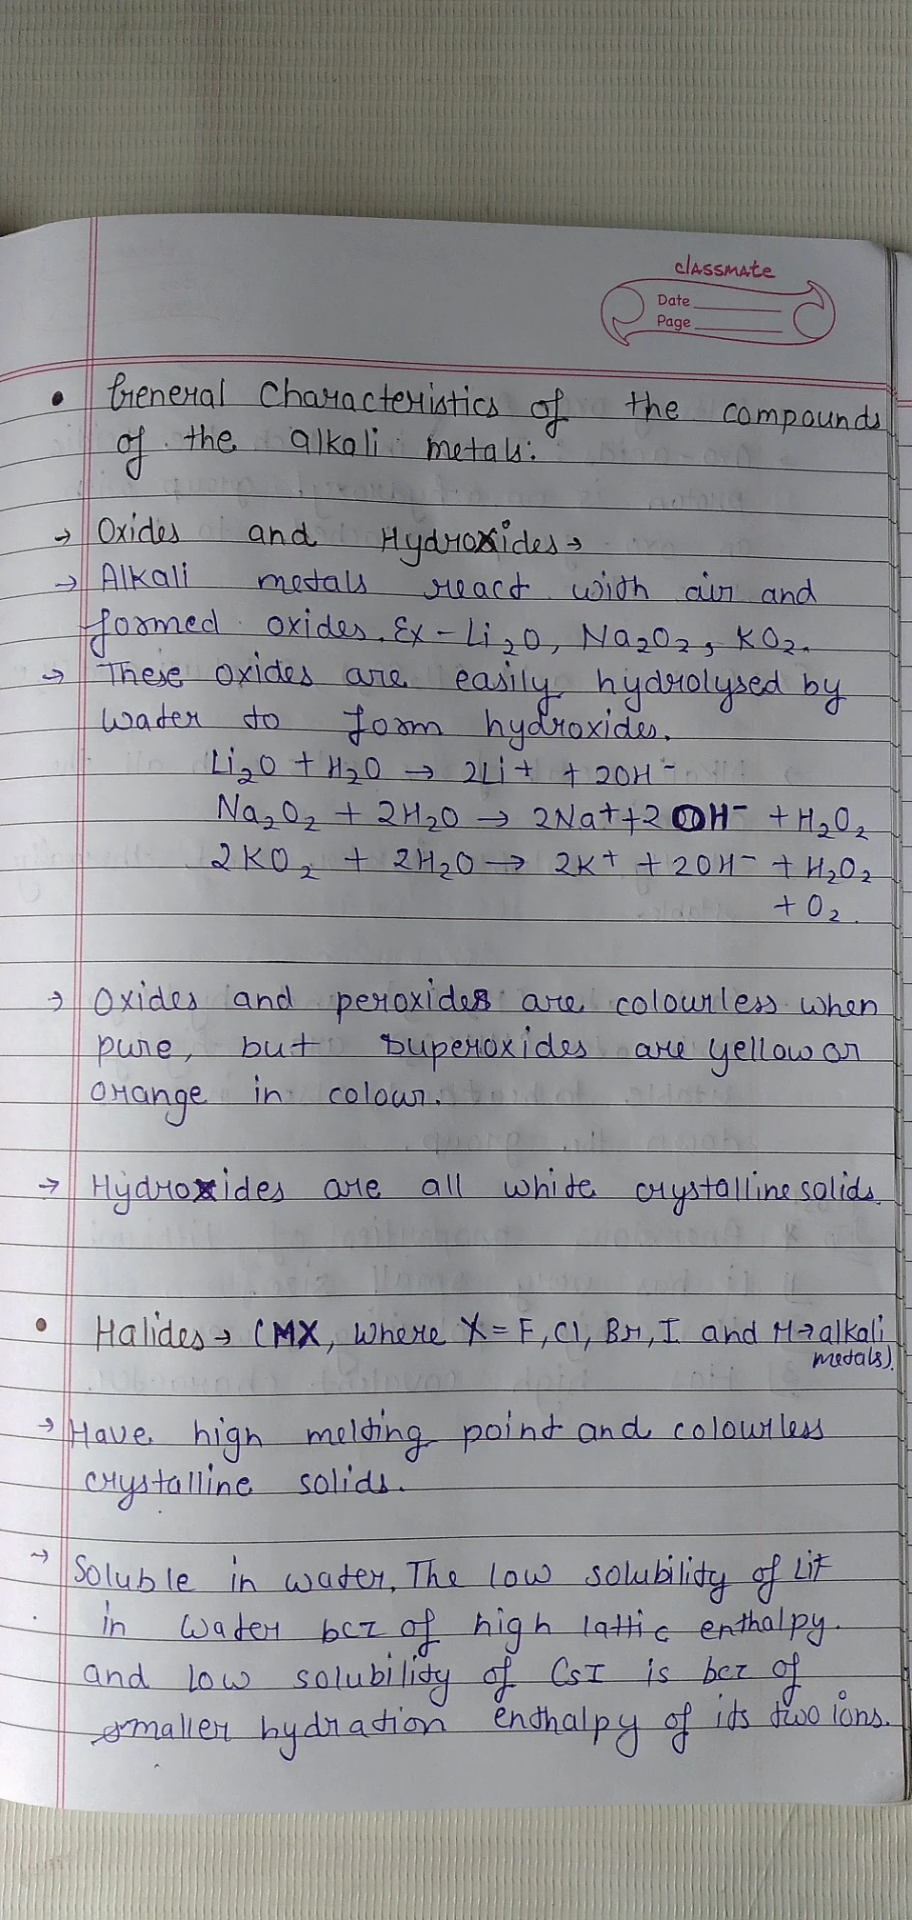 classmate
Date
Page
• General Characteristics of the compounds
of the alkali metals:
→ Oxides and Hydroxides→
→ Alkali metals react with air and
formed oxides. Ex - Li2O, Na2O2, KO2.
→ These oxides are easily hydrolysed by
water to form hydroxides.
Li2O + H2O → 2Li+ + 2OH-
Na2O2 + 2H2O → 2Na+ + 2OH- + H2O2
2KO2 + 2H2O → 2K+ + 2OH- + H2O2
+ O2.
→ Oxides and peroxides are colourless when
pure, but superoxides are yellow or
orange in colour.
→ Hydroxides are all white crystalline solids.
• Halides → (MX, where X = F, Cl, Br, I and M→alkali
metals).
→ Have high melting point and colourless
crystalline solids.
→ Soluble in water. The low solubility of LiF
in water bcz of high lattic enthalpy.
and low solubility of CsI is bcz of
smaller hydration enthalpy of its two ions.